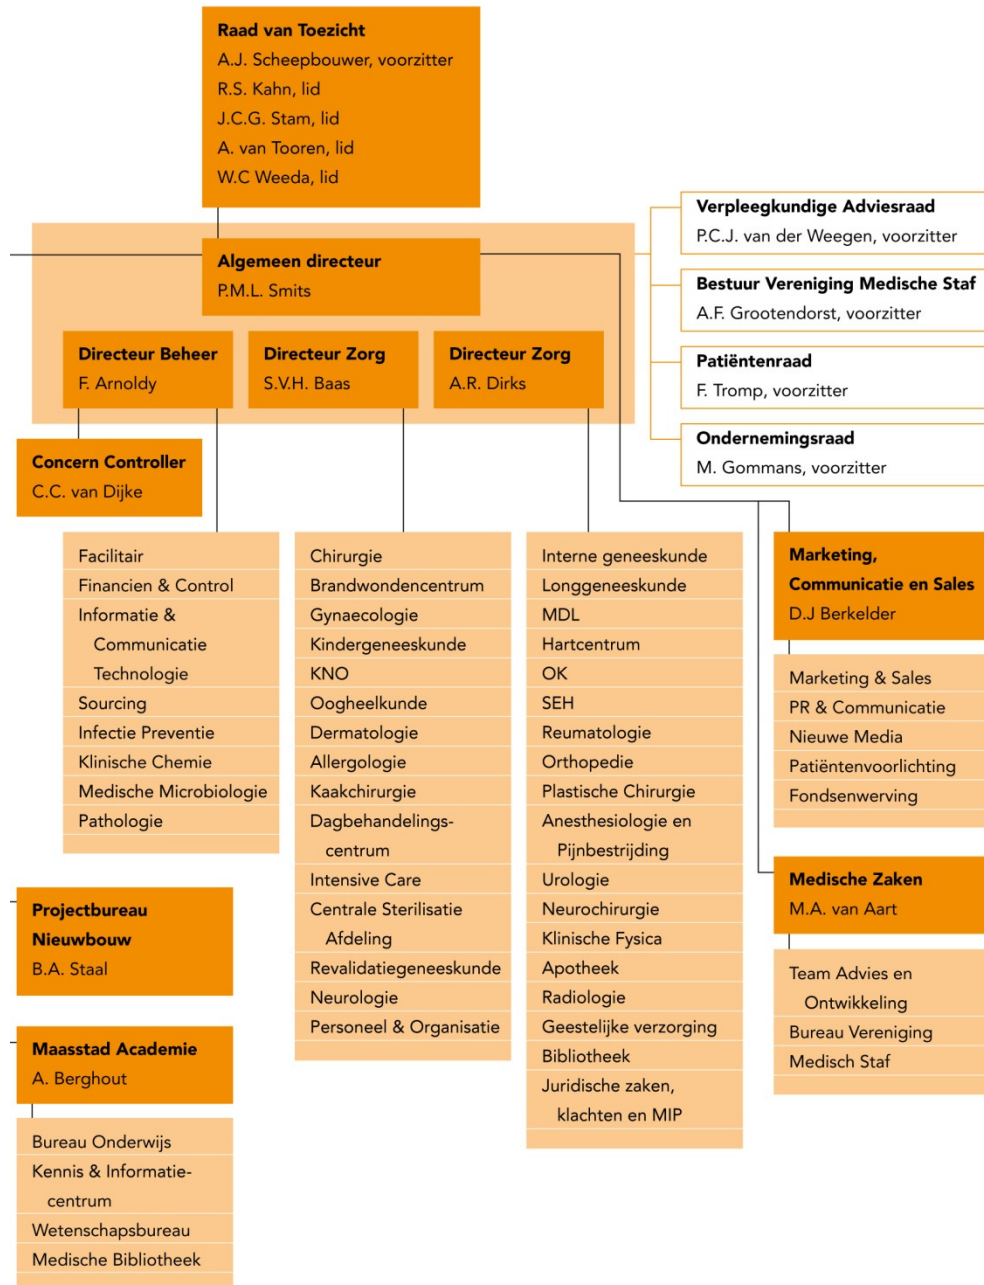 Raad van Toezicht
A.J. Scheepbouwer, voorzitter
R.S. Kahn, lid
J.C.G. Stam, lid
A. van Tooren, lid
W.C Weeda, lid
Verpleegkundige Adviesraad
P.C.J. van der Weegen, voorzitter
Algemeen directeur
P.M.L. Smits
Bestuur Vereniging Medische Staf
A.F. Grootendorst, voorzitter
Directeur Beheer
F. Arnoldy
Directeur Zorg
S.V.H. Baas
Directeur Zorg
A.R. Dirks
Patiëntenraad
F. Tromp, voorzitter
Ondernemingsraad
M. Gommans, voorzitter
Concern Controller
C.C. van Dijke
Facilitair
Financien & Control
Informatie &
Communicatie
Technologie
Sourcing
Infectie Preventie
Klinische Chemie
Medische Microbiologie
Pathologie
Chirurgie
Brandwondencentrum
Gynaecologie
Kindergeneeskunde
KNO
Oogheelkunde
Dermatologie
Allergologie
Kaakchirurgie
Dagbehandelings-
centrum
Intensive Care
Centrale Sterilisatie
Afdeling
Revalidatiegeneeskunde
Neurologie
Personeel & Organisatie
Interne geneeskunde
Longgeneeskunde
MDL
Hartcentrum
OK
SEH
Reumatologie
Orthopedie
Plastische Chirurgie
Anesthesiologie en
Pijnbestrijding
Urologie
Neurochirurgie
Klinische Fysica
Apotheek
Radiologie
Geestelijke verzorging
Bibliotheek
Juridische zaken,
klachten en MIP
Marketing,
Communicatie en Sales
D.J Berkelder
Marketing & Sales
PR & Communicatie
Nieuwe Media
Patiëntenvoorlichting
Fondsenwerving
Medische Zaken
M.A. van Aart
Team Advies en
Ontwikkeling
Bureau Vereniging
Medisch Staf
Projectbureau
Nieuwbouw
B.A. Staal
Maasstad Academie
A. Berghout
Bureau Onderwijs
Kennis & Informatie-
centrum
Wetenschapsbureau
Medische Bibliotheek